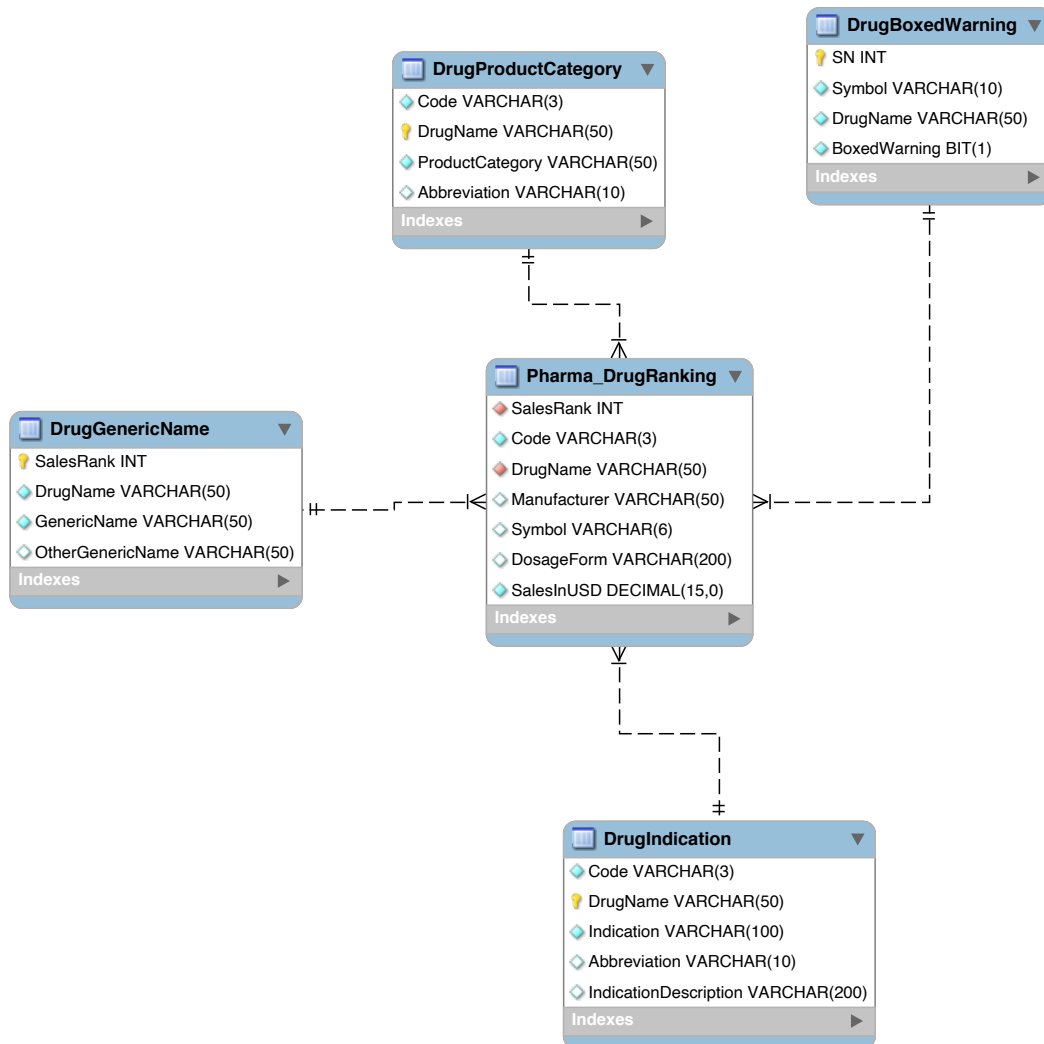 DrugBoxedWarning
SN INT
Symbol VARCHAR(10)
DrugName VARCHAR(50)
BoxedWarning BIT(1)
Indexes
DrugProductCategory
Code VARCHAR(3)
DrugName VARCHAR(50)
ProductCategory VARCHAR(50)
Abbreviation VARCHAR(10)
Indexes
Pharma_DrugRanking
SalesRank INT
Code VARCHAR(3)
DrugName VARCHAR(50)
Manufacturer VARCHAR(50)
Symbol VARCHAR(6)
DosageForm VARCHAR(200)
SalesInUSD DECIMAL(15,0)
Indexes
DrugGenericName
SalesRank INT
DrugName VARCHAR(50)
GenericName VARCHAR(50)
OtherGenericName VARCHAR(50)
Indexes
DrugIndication
Code VARCHAR(3)
DrugName VARCHAR(50)
Indication VARCHAR(100)
Abbreviation VARCHAR(10)
IndicationDescription VARCHAR(200)
Indexes